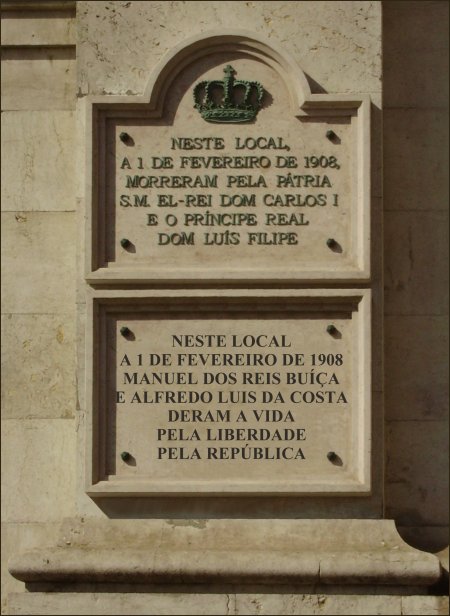 NESTE LOCAL,
A 1 DE FEVEREIRO DE 1908,
MORRERAM PELA PÁTRIA
S.M. EL-REI DOM CARLOS I
E O PRÍNCIPE REAL
DOM LUÍS FILIPE
NESTE LOCAL
A 1 DE FEVEREIRO DE 1908
MANUEL DOS REIS BUÍÇA
E ALFREDO LUIS DA COSTA
DERAM A VIDA
PELA LIBERDADE
PELA REPÚBLICA